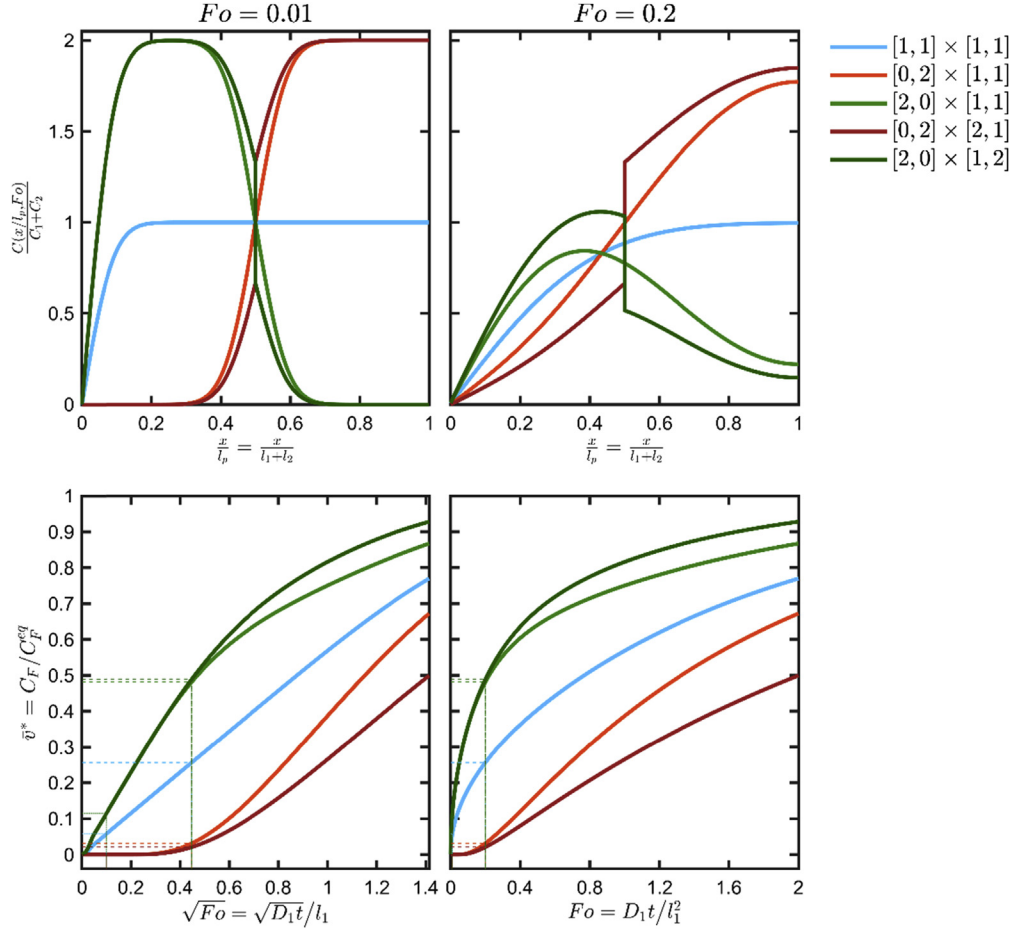 Fo = 0.01
Fo = 0.2
2
1.5
1
0.5
0
0 0.2 0.4 0.6 0.8 1
0 0.2 0.4 0.6 0.8 1
C(x/l_p,Fo)/C_1+C_2
x/l_p = x/l_1+l_2
x/l_p = x/l_1+l_2
[1, 1] × [1, 1]
[0, 2] × [1, 1]
[2, 0] × [1, 1]
[0, 2] × [2, 1]
[2, 0] × [1, 2]
1
0.9
0.8
0.7
0.6
0.5
0.4
0.3
0.2
0.1
0
v̄* = C_F/C_F^eq
0 0.2 0.4 0.6 0.8 1 1.2 1.4
0 0.4 0.8 1.2 1.6 2
√Fo = √D_1t/l_1
Fo = D_1t/l_1^2